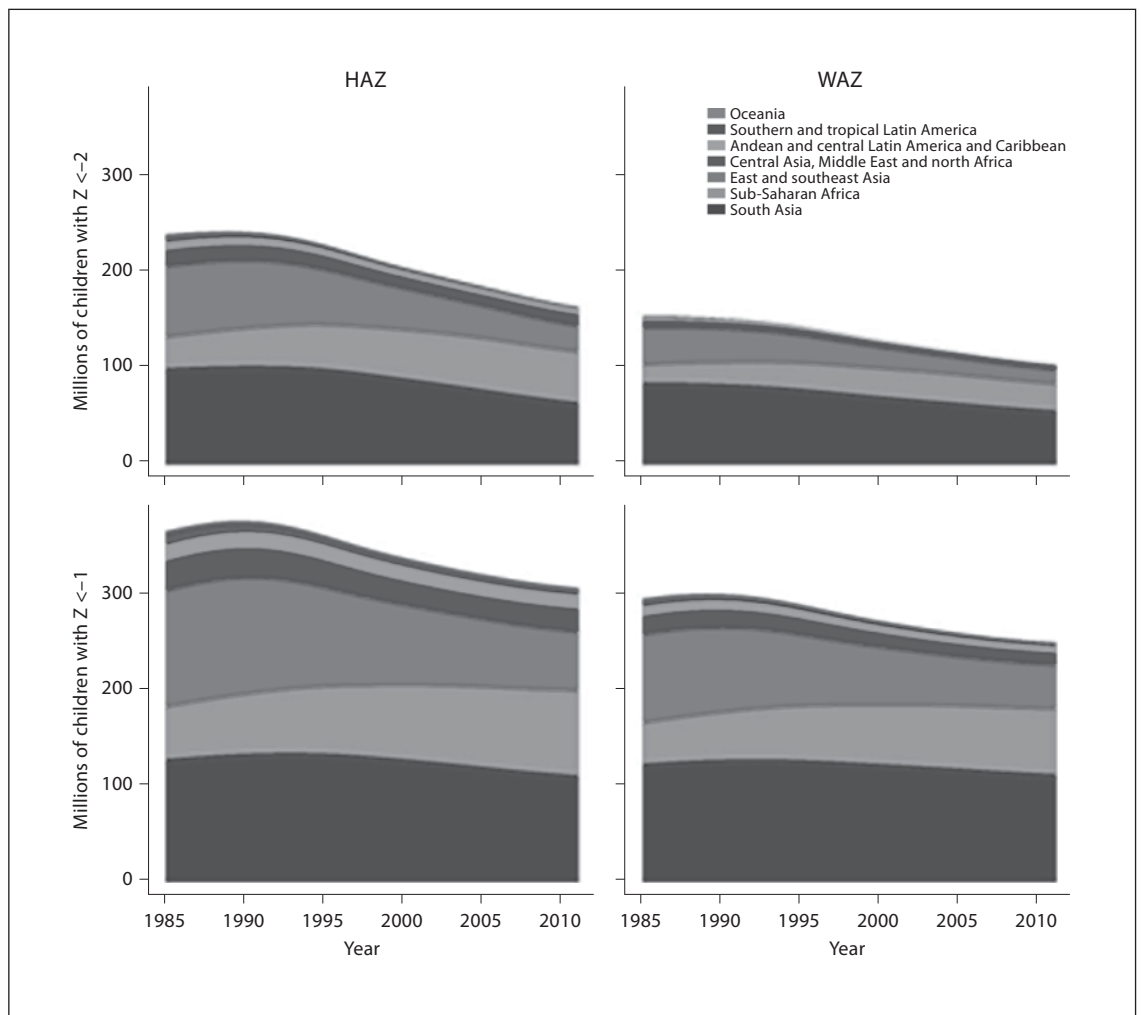 HAZ
WAZ
Oceania
Southern and tropical Latin America
Andean and central Latin America and Caribbean
Central Asia, Middle East and north Africa
East and southeast Asia
Sub-Saharan Africa
South Asia
Millions of children with Z <–2
300
200
100
0
Millions of children with Z <–1
300
200
100
0
1985 1990 1995 2000 2005 2010
Year
1985 1990 1995 2000 2005 2010
Year